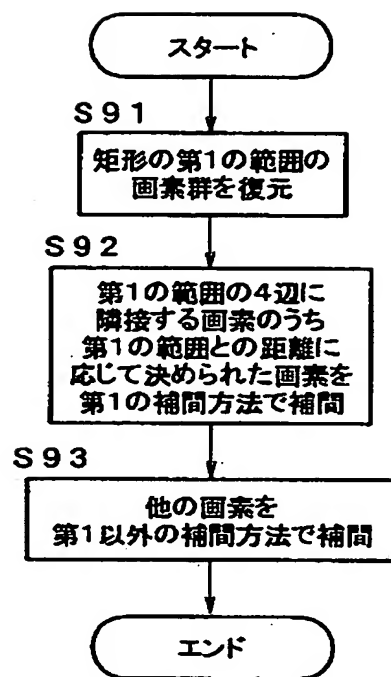 スタート
S91
矩形の第1の範囲の
画素群を復元
S92
第1の範囲の4辺に
隣接する画素のうち
第1の範囲との距離に
応じて決められた画素を
第1の補間方法で補間
S93
他の画素を
第1以外の補間方法で補間
エンド